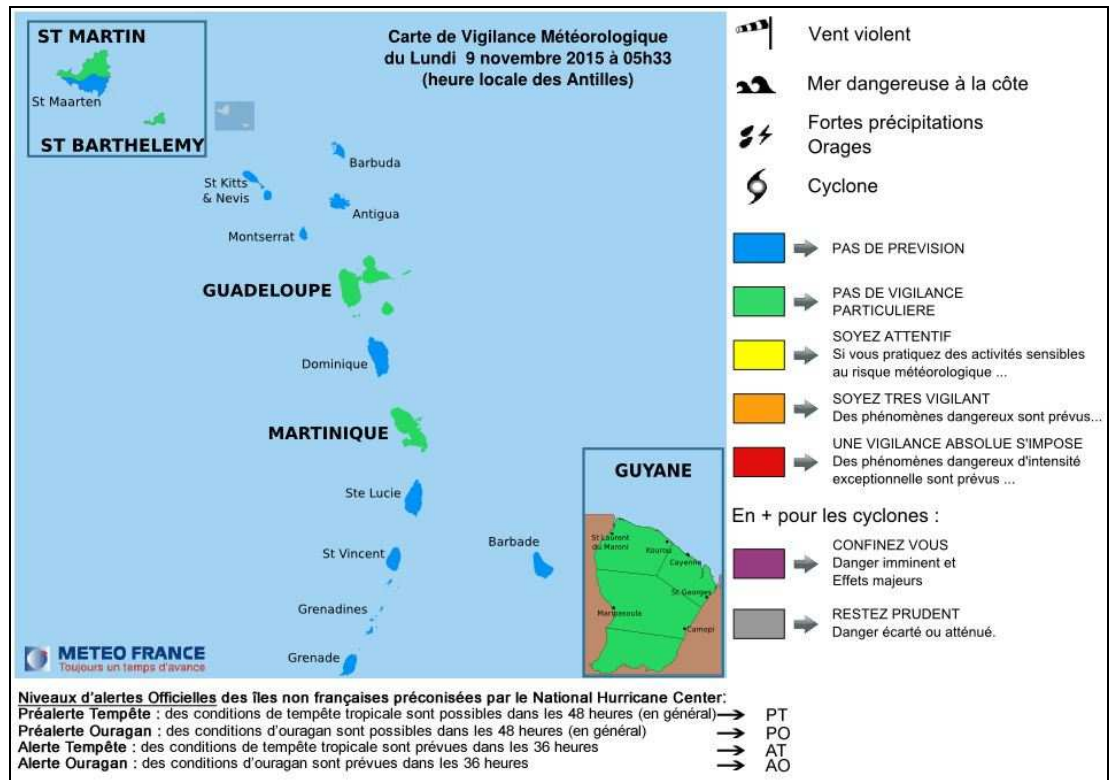 ST MARTIN
St Maarten
ST BARTHELEMY
Carte de Vigilance Météorologique
du Lundi 9 novembre 2015 à 05h33
(heure locale des Antilles)
Barbuda
St Kitts
& Nevis
Antigua
Montserrat
GUADELOUPE
Dominique
MARTINIQUE
Ste Lucie
St Vincent
Barbade
Grenadines
Grenade
METEO FRANCE
Toujours un temps d'avance
GUYANE
St Laurent
du Maroni
Kourou
Cayenne
St Georges
Maripasoula
Camopi
Vent violent
Mer dangereuse à la côte
Fortes précipitations
Orages
Cyclone
PAS DE PREVISION
PAS DE VIGILANCE
PARTICULIERE
SOYEZ ATTENTIF
Si vous pratiquez des activités sensibles
au risque météorologique ...
SOYEZ TRES VIGILANT
Des phénomènes dangereux sont prévus...
UNE VIGILANCE ABSOLUE S'IMPOSE
Des phénomènes dangereux d'intensité
exceptionnelle sont prévus ...
En + pour les cyclones :
CONFINEZ VOUS
Danger imminent et
Effets majeurs
RESTEZ PRUDENT
Danger écarté ou atténué.
Niveaux d'alertes Officielles des îles non françaises préconisées par le National Hurricane Center:
Préalerte Tempête : des conditions de tempête tropicale sont possibles dans les 48 heures (en général) PT
Préalerte Ouragan : des conditions d'ouragan sont possibles dans les 48 heures (en général) PO
Alerte Tempête : des conditions de tempête tropicale sont prévues dans les 36 heures AT
Alerte Ouragan : des conditions d'ouragan sont prévues dans les 36 heures AO